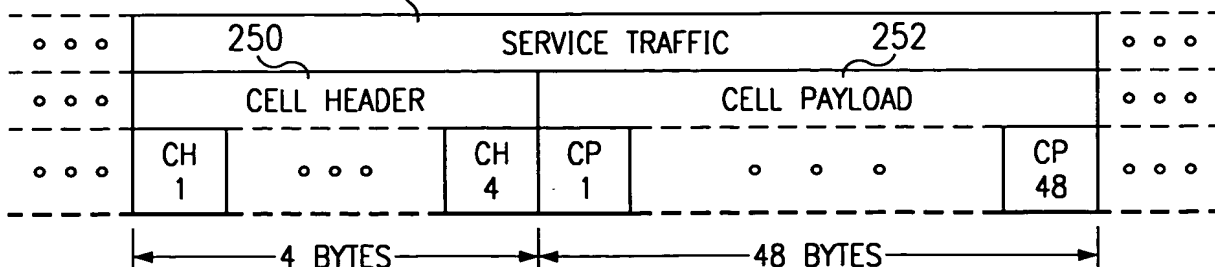 250 SERVICE TRAFFIC 252
CELL HEADER CELL PAYLOAD
CH 1 CH 4 CP 1 CP 48
4 BYTES 48 BYTES